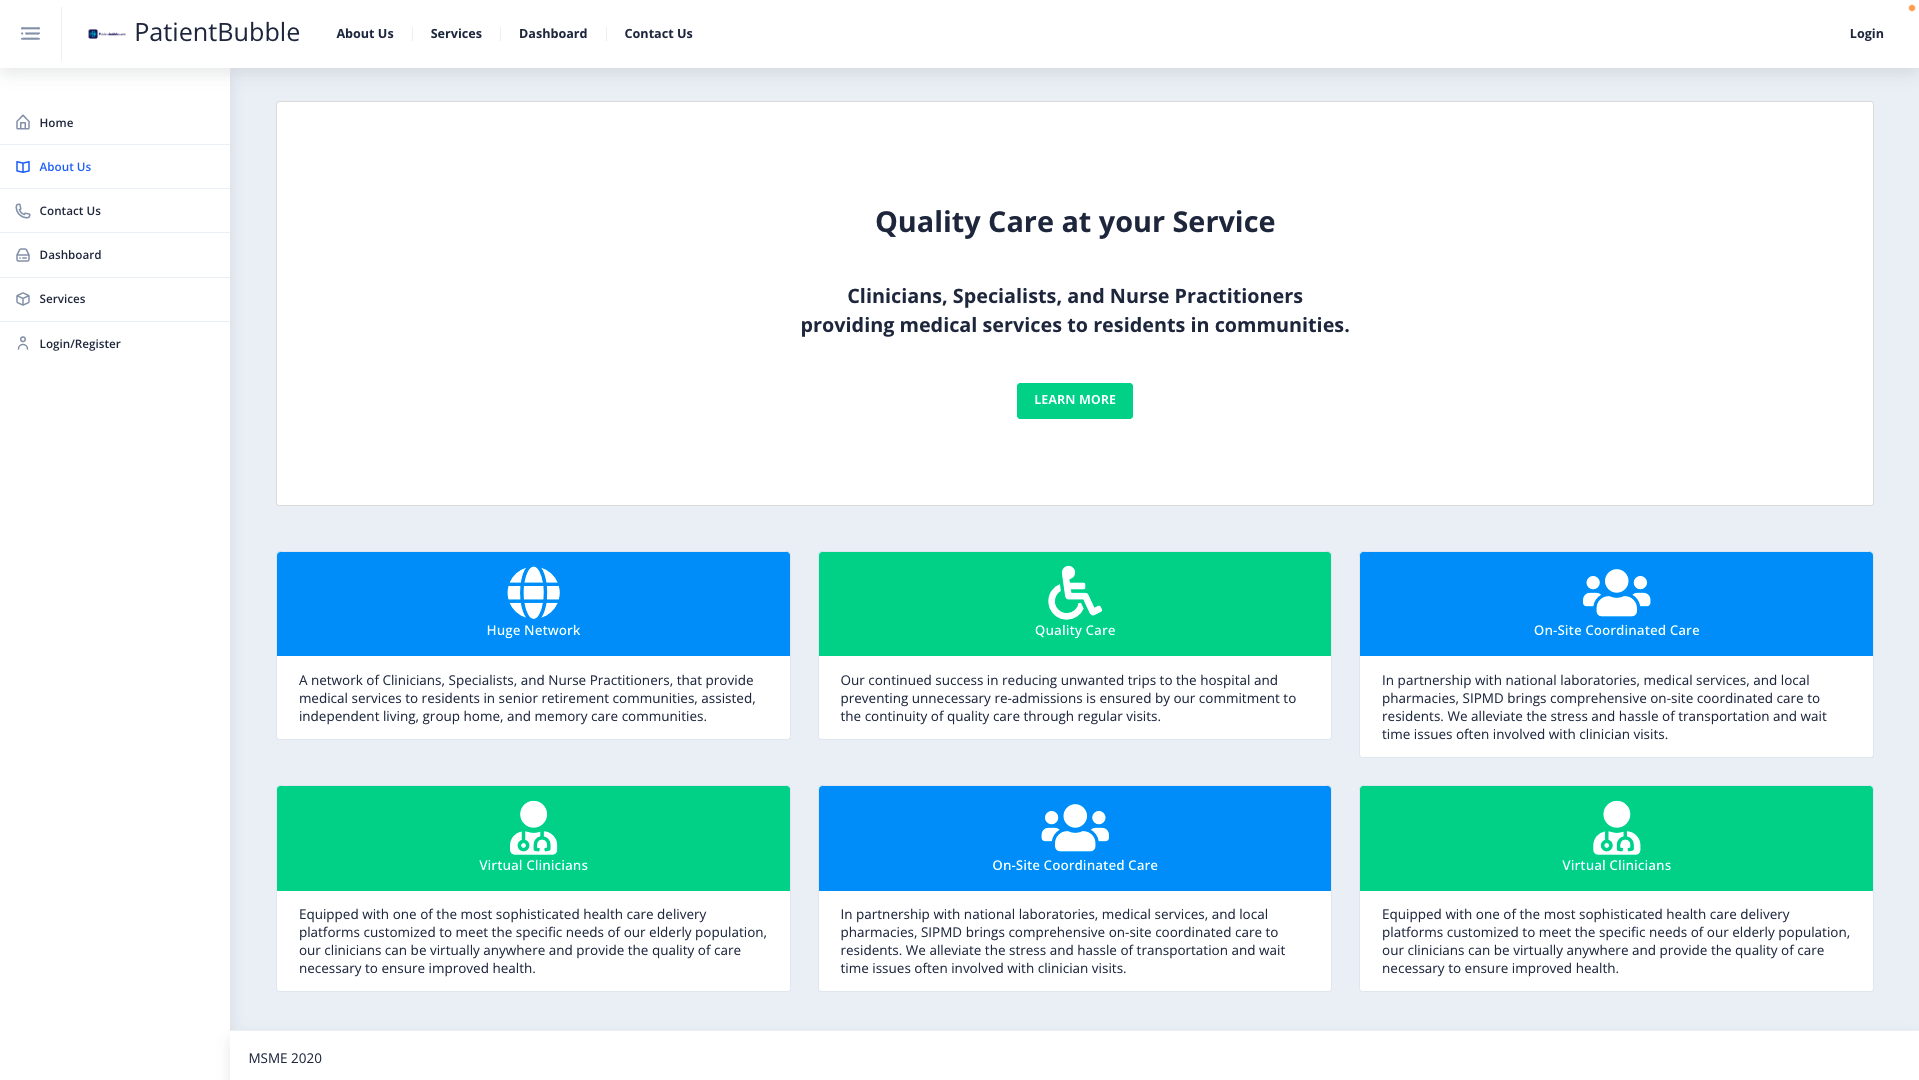 PatientBubble
About Us
Services
Dashboard
Contact Us
Login
Home
About Us
Contact Us
Dashboard
Services
Login/Register
Quality Care at your Service
Clinicians, Specialists, and Nurse Practitioners
providing medical services to residents in communities.
LEARN MORE
Huge Network
A network of Clinicians, Specialists, and Nurse Practitioners, that provide
medical services to residents in senior retirement communities, assisted,
independent living, group home, and memory care communities.
Quality Care
Our continued success in reducing unwanted trips to the hospital and
preventing unnecessary re-admissions is ensured by our commitment to
the continuity of quality care through regular visits.
On-Site Coordinated Care
In partnership with national laboratories, medical services, and local
pharmacies, SIPMD brings comprehensive on-site coordinated care to
residents. We alleviate the stress and hassle of transportation and wait
time issues often involved with clinician visits.
Virtual Clinicians
Equipped with one of the most sophisticated health care delivery
platforms customized to meet the specific needs of our elderly population,
our clinicians can be virtually anywhere and provide the quality of care
necessary to ensure improved health.
On-Site Coordinated Care
In partnership with national laboratories, medical services, and local
pharmacies, SIPMD brings comprehensive on-site coordinated care to
residents. We alleviate the stress and hassle of transportation and wait
time issues often involved with clinician visits.
Virtual Clinicians
Equipped with one of the most sophisticated health care delivery
platforms customized to meet the specific needs of our elderly population,
our clinicians can be virtually anywhere and provide the quality of care
necessary to ensure improved health.
MSME 2020